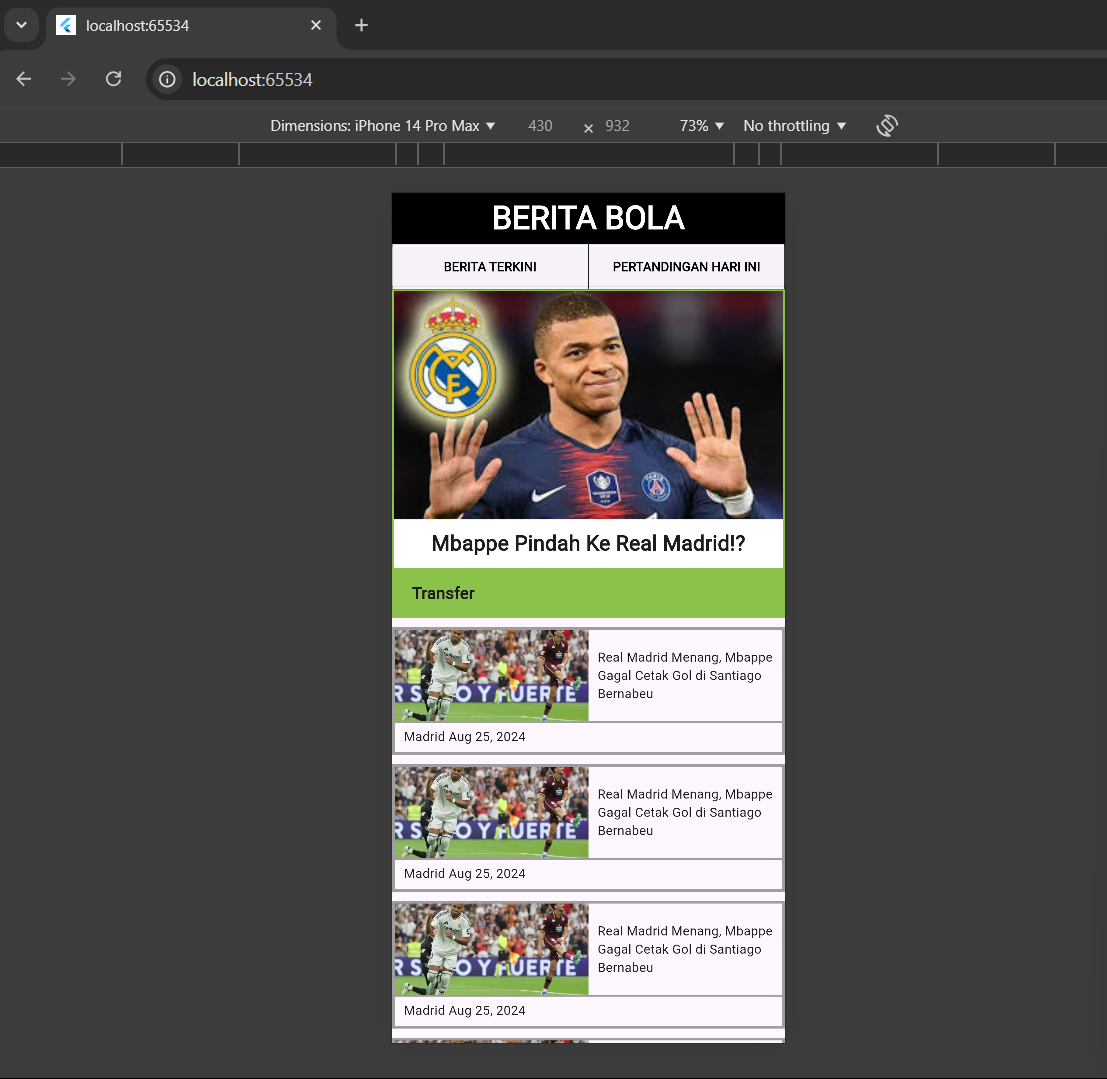 localhost:65534
localhost:65534
Dimensions: iPhone 14 Pro Max 430 × 932 73% No throttling
BERITA BOLA
BERITA TERKINI PERTANDINGAN HARI INI
Mbappe Pindah Ke Real Madrid!?
Transfer
R S O Y FUERTE
Real Madrid Menang, Mbappe
Gagal Cetak Gol di Santiago
Bernabeu
Madrid Aug 25, 2024
R S O Y FUERTE
Real Madrid Menang, Mbappe
Gagal Cetak Gol di Santiago
Bernabeu
Madrid Aug 25, 2024
R S O Y FUERTE
Real Madrid Menang, Mbappe
Gagal Cetak Gol di Santiago
Bernabeu
Madrid Aug 25, 2024